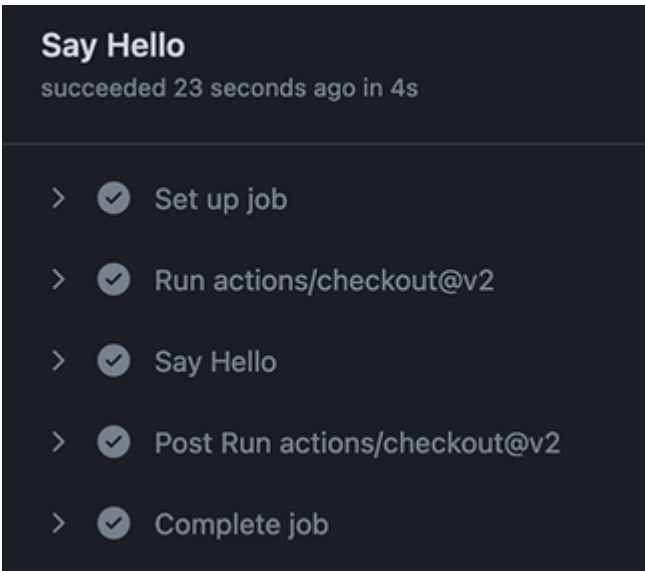 Say Hello
succeeded 23 seconds ago in 4s
Set up job
Run actions/checkout@v2
Say Hello
Post Run actions/checkout@v2
Complete job